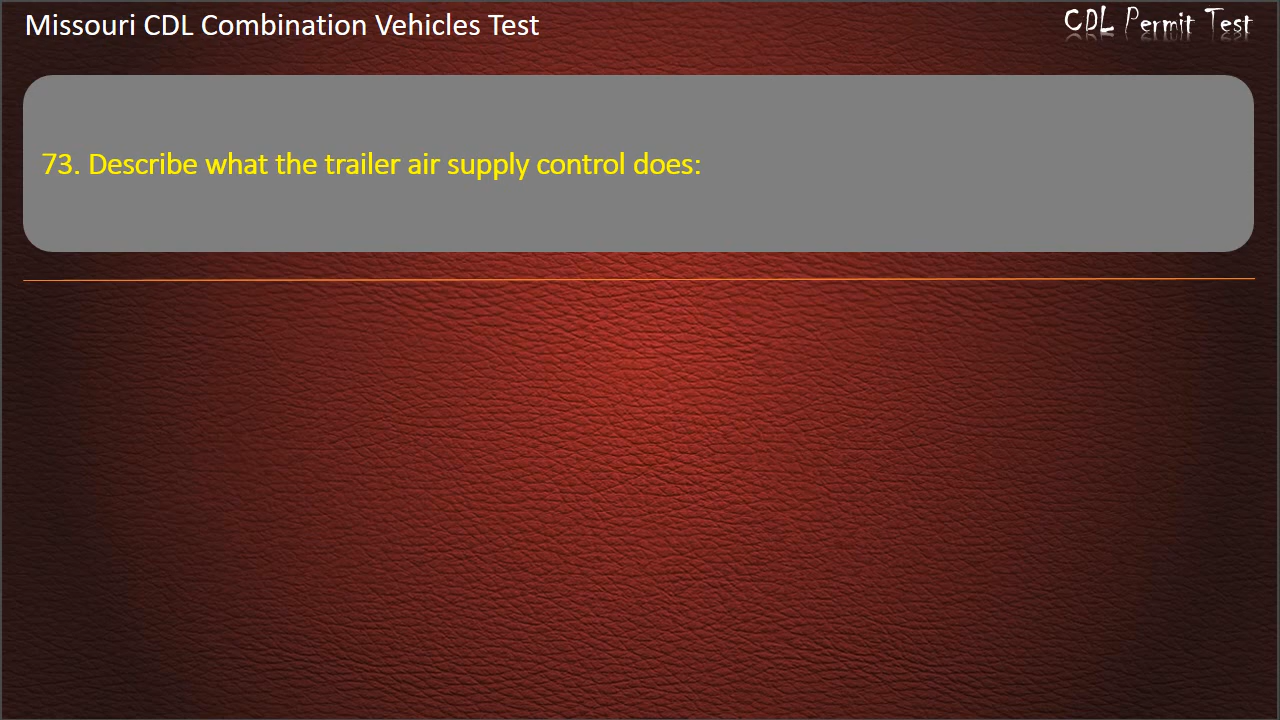 Missouri CDL Combination Vehicles Test
CDL Permit Test
73. Describe what the trailer air supply control does: